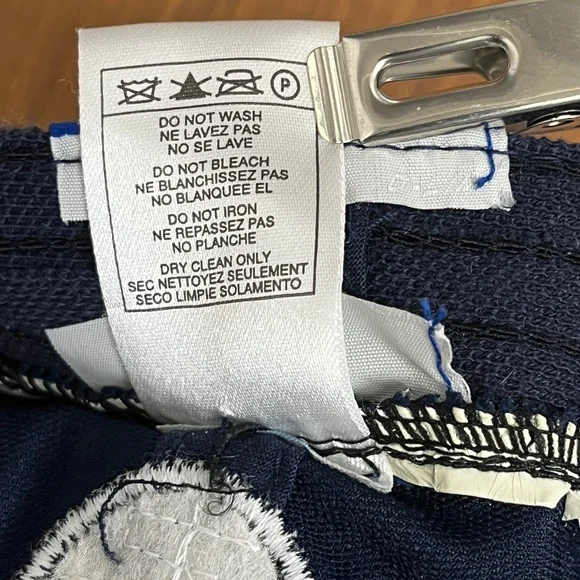 P
DO NOT WASH
NE LAVEZ PAS
NO SE LAVE
DO NOT BLEACH
NE BLANCHISSEZ PAS
NO BLANQUEE EL
DO NOT IRON
NE REPASSEZ PAS
NO PLANCHE
DRY CLEAN ONLY
SEC NETTOYEZ SEULEMENT
SECO LIMPIE SOLAMENTO